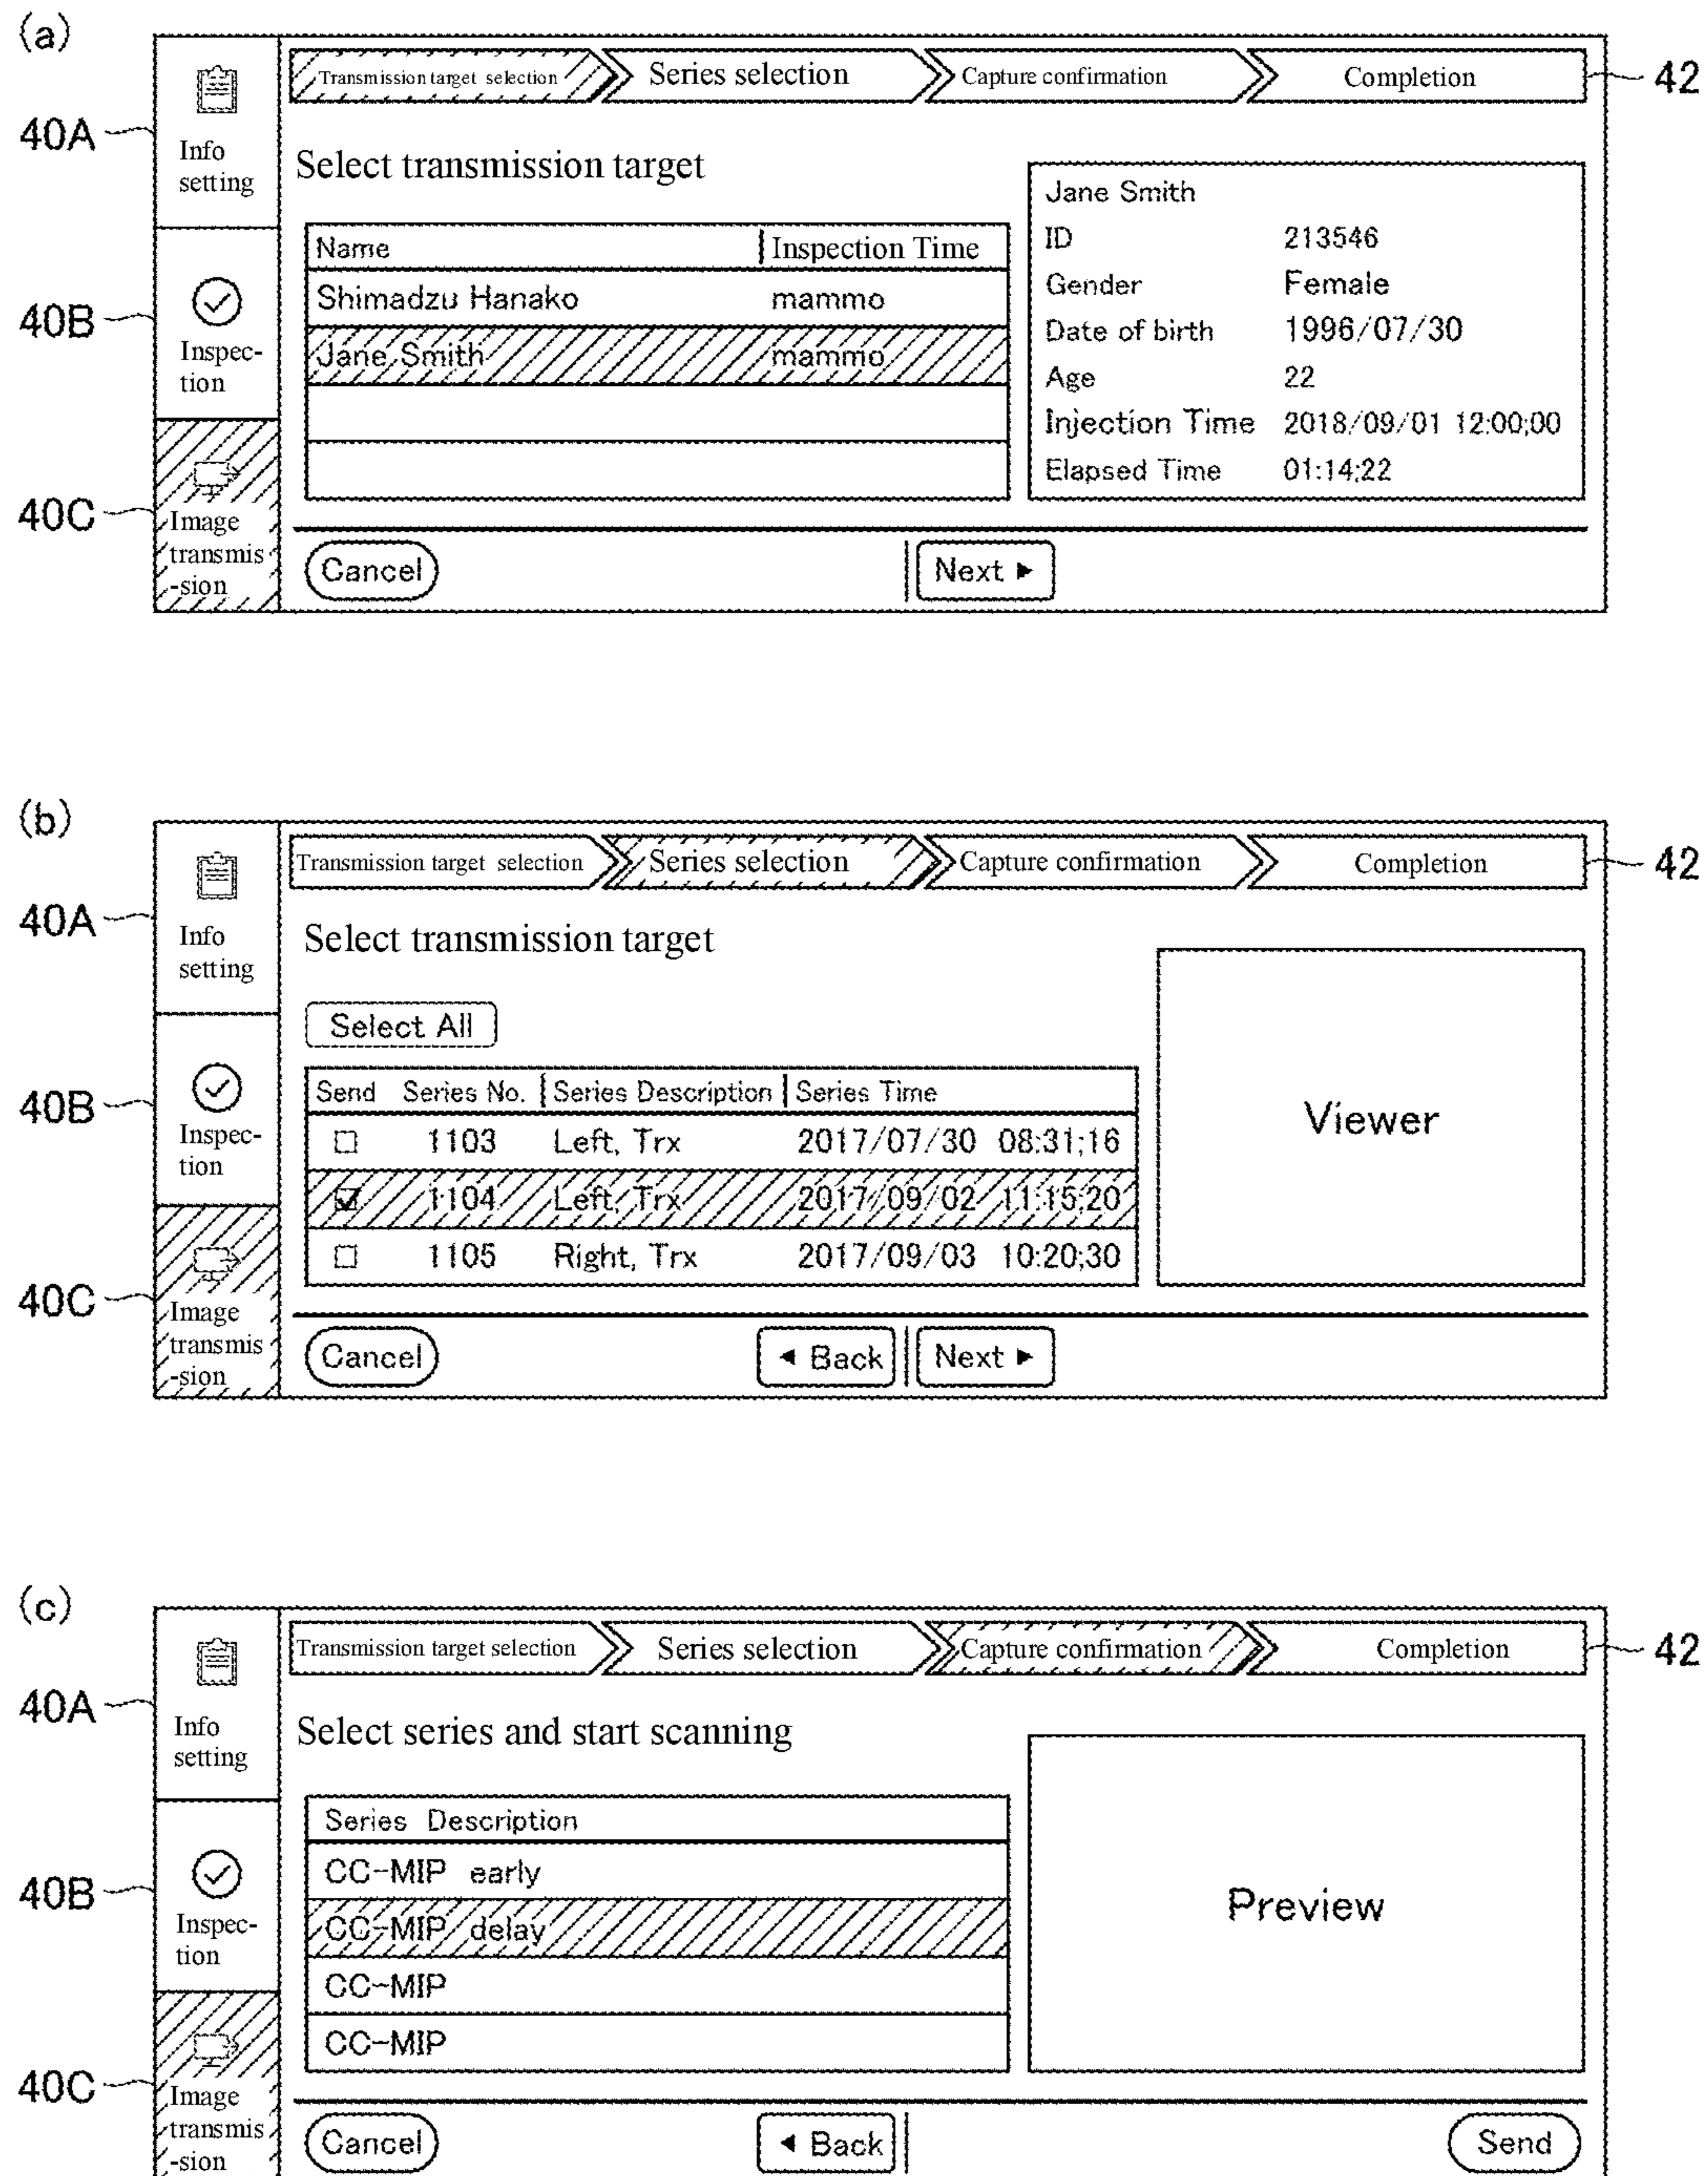 (a)
40A
40B
40C
42
Info
setting
Inspec-
tion
Image
transmis
-sion
Transmission target selection
Series selection
Capture confirmation
Completion
Select transmission target
Name Inspection Time
Shimadzu Hanako mammo
Jane Smith mammo
Jane Smith
ID 213546
Gender Female
Date of birth 1996/07/30
Age 22
Injection Time 2018/09/01 12:00;00
Elapsed Time 01:14;22
Cancel
Next
(b)
40A
40B
40C
42
Info
setting
Inspec-
tion
Image
transmis
-sion
Transmission target selection
Series selection
Capture confirmation
Completion
Select transmission target
Select All
Send Series No. Series Description Series Time
1103 Left, Trx 2017/07/30 08:31;16
1104 Left, Trx 2017/09/02 11:15;20
1105 Right, Trx 2017/09/03 10:20;30
Viewer
Cancel
Back
Next
(c)
40A
40B
40C
42
Info
setting
Inspec-
tion
Image
transmis
-sion
Transmission target selection
Series selection
Capture confirmation
Completion
Select series and start scanning
Series Description
CC-MIP early
CC-MIP delay
CC-MIP
CC-MIP
Preview
Cancel
Back
Send